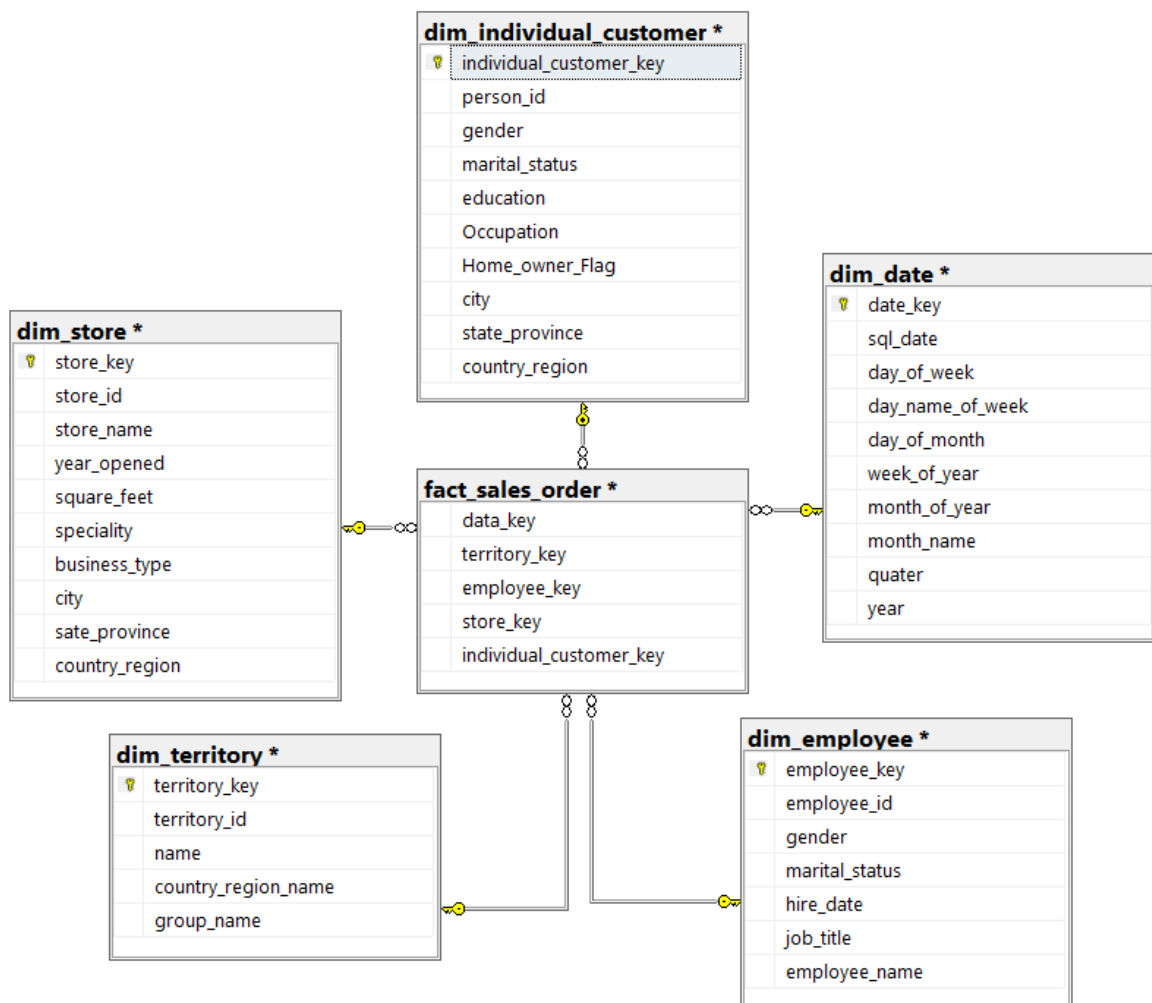 dim_individual_customer *
individual_customer_key
person_id
gender
marital_status
education
Occupation
Home_owner_Flag
city
state_province
country_region
dim_date *
date_key
sql_date
day_of_week
day_name_of_week
day_of_month
week_of_year
month_of_year
month_name
quater
year
dim_store *
store_key
store_id
store_name
year_opened
square_feet
speciality
business_type
city
sate_province
country_region
fact_sales_order *
data_key
territory_key
employee_key
store_key
individual_customer_key
dim_territory *
territory_key
territory_id
name
country_region_name
group_name
dim_employee *
employee_key
employee_id
gender
marital_status
hire_date
job_title
employee_name